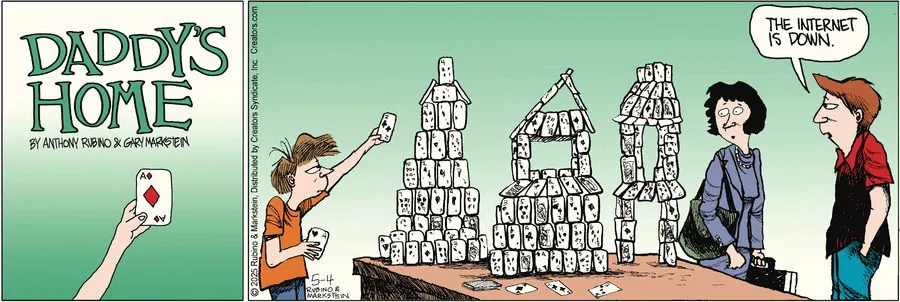 DADDY'S
HOME
BY ANTHONY RUBINO & GARY MARKSTEIN
A
A
© 2025 Rubino & Markstein, Distributed by Creators Syndicate, Inc. Creators.com
5-4
RUBINO &
MARKSTEIN
THE INTERNET
IS DOWN.